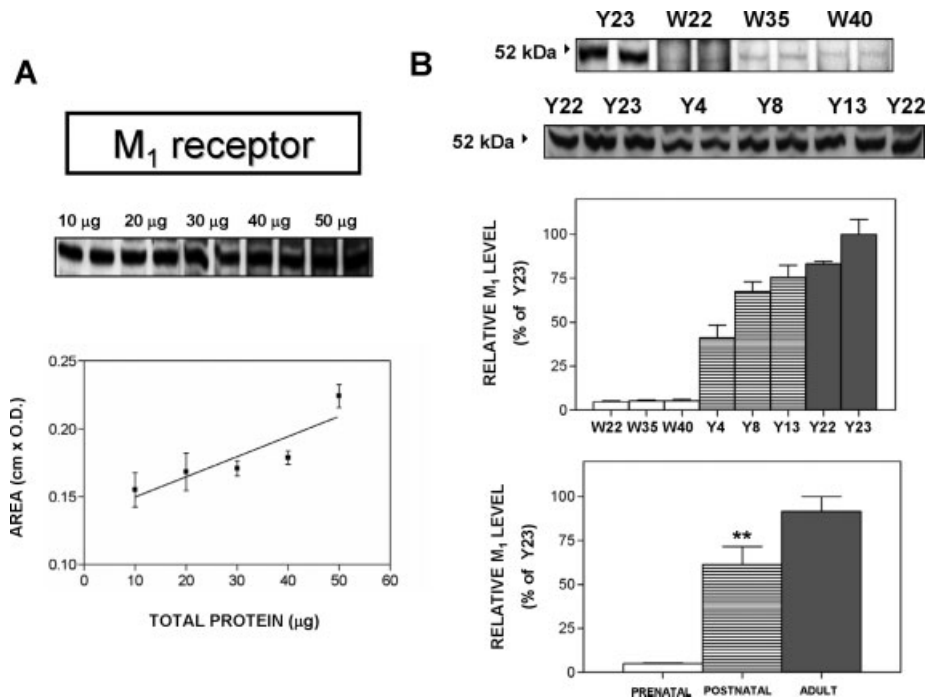 A
M₁ receptor
10 µg 20 µg 30 µg 40 µg 50 µg
0.25
0.20
0.15
0.10
AREA (cm x O.D.)
0 10 20 30 40 50 60
TOTAL PROTEIN (µg)
B
Y23 W22 W35 W40
52 kDa
Y22 Y23 Y4 Y8 Y13 Y22
52 kDa
RELATIVE M₁ LEVEL
(% of Y23)
100
75
50
25
0
W22 W35 W40 Y4 Y8 Y13 Y22 Y23
RELATIVE M₁ LEVEL
(% of Y23)
100
75
50
25
0
**
PRENATAL POSTNATAL ADULT